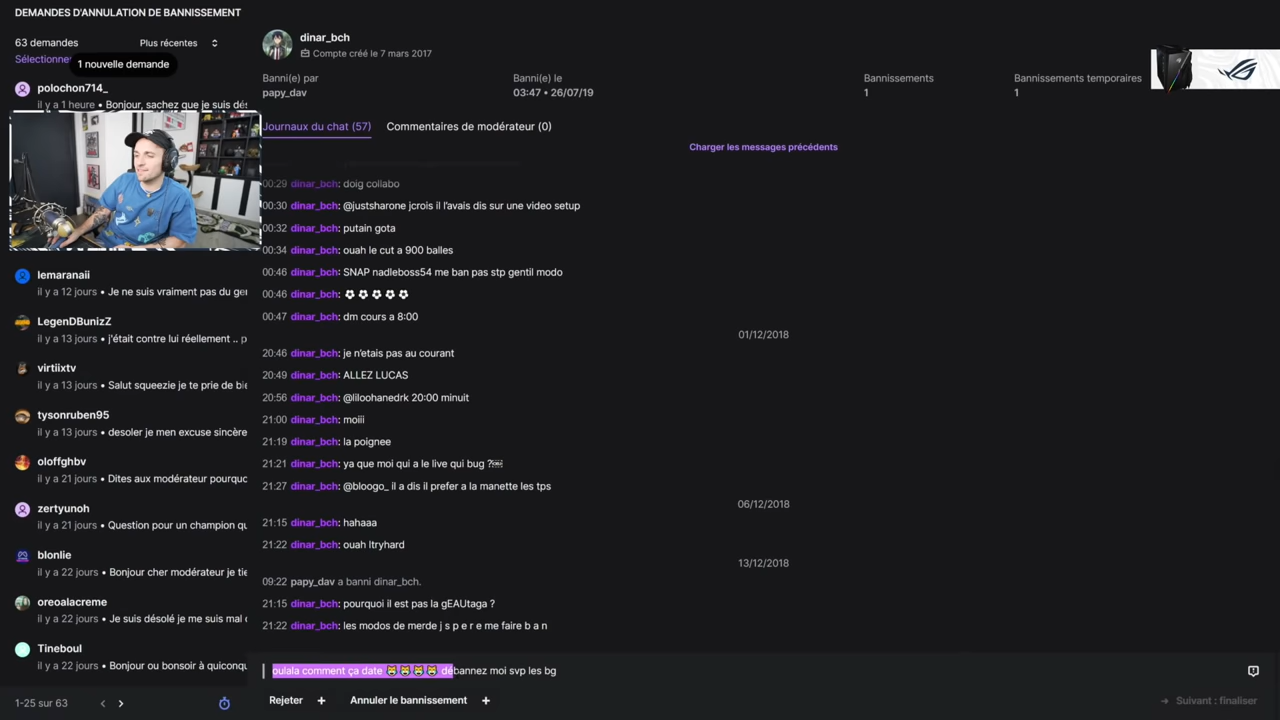 DEMANDES D'ANNULATION DE BANNISSEMENT
63 demandes
Plus récentes
Sélectionne
1 nouvelle demande
polochon714_
il y a 1 heure • Bonjour, sachez que je suis dés
lemaranaii
il y a 12 jours • Je ne suis vraiment pas du ger
LegenDBunizZ
il y a 13 jours • j'était contre lui réellement .. p
virtiixtv
il y a 13 jours • Salut squeezie je te prie de bie
tysonruben95
il y a 13 jours • desoler je men excuse sincère
oloffghbv
il y a 21 jours • Dites aux modérateur pourquo
zertyunoh
il y a 21 jours • Question pour un champion qu
blonlie
il y a 22 jours • Bonjour cher modérateur je tie
oreoalacreme
il y a 22 jours • Je suis désolé je me suis mal
Tineboul
il y a 22 jours • Bonjour ou bonsoir à quiconqu
1-25 sur 63
dinar_bch
Compte créé le 7 mars 2017
Banni(e) par
papy_dav
Banni(e) le
03:47 • 26/07/19
Bannissements
1
Bannissements temporaires
1
Journaux du chat (57)
Commentaires de modérateur (0)
Charger les messages précédents
00:29 dinar_bch: doig collabo
00:30 dinar_bch: @justsharone jcrois il l'avais dis sur une video setup
00:32 dinar_bch: putain gota
00:34 dinar_bch: ouah le cut a 900 balles
00:46 dinar_bch: SNAP nadleboss54 me ban pas stp gentil modo
00:46 dinar_bch: ⚽ ⚽ ⚽ ⚽ ⚽
00:47 dinar_bch: dm cours a 8:00
01/12/2018
20:46 dinar_bch: je n'etais pas au courant
20:49 dinar_bch: ALLEZ LUCAS
20:56 dinar_bch: @liloohanedrk 20:00 minuit
21:00 dinar_bch: moiii
21:19 dinar_bch: la poignee
21:21 dinar_bch: ya que moi qui a le live qui bug ?
21:27 dinar_bch: @bloogo_ il a dis il prefer a la manette les tps
06/12/2018
21:15 dinar_bch: hahaaa
21:22 dinar_bch: ouah ltryhard
13/12/2018
09:22 papy_dav a banni dinar_bch.
21:15 dinar_bch: pourquoi il est pas la gEAUtaga ?
21:22 dinar_bch: les modos de merde j s p e r e me faire b a n
oulala comment ça date 😹 😹 😹 😹 débannez moi svp les bg
Rejeter +
Annuler le bannissement +
Suivant : finaliser